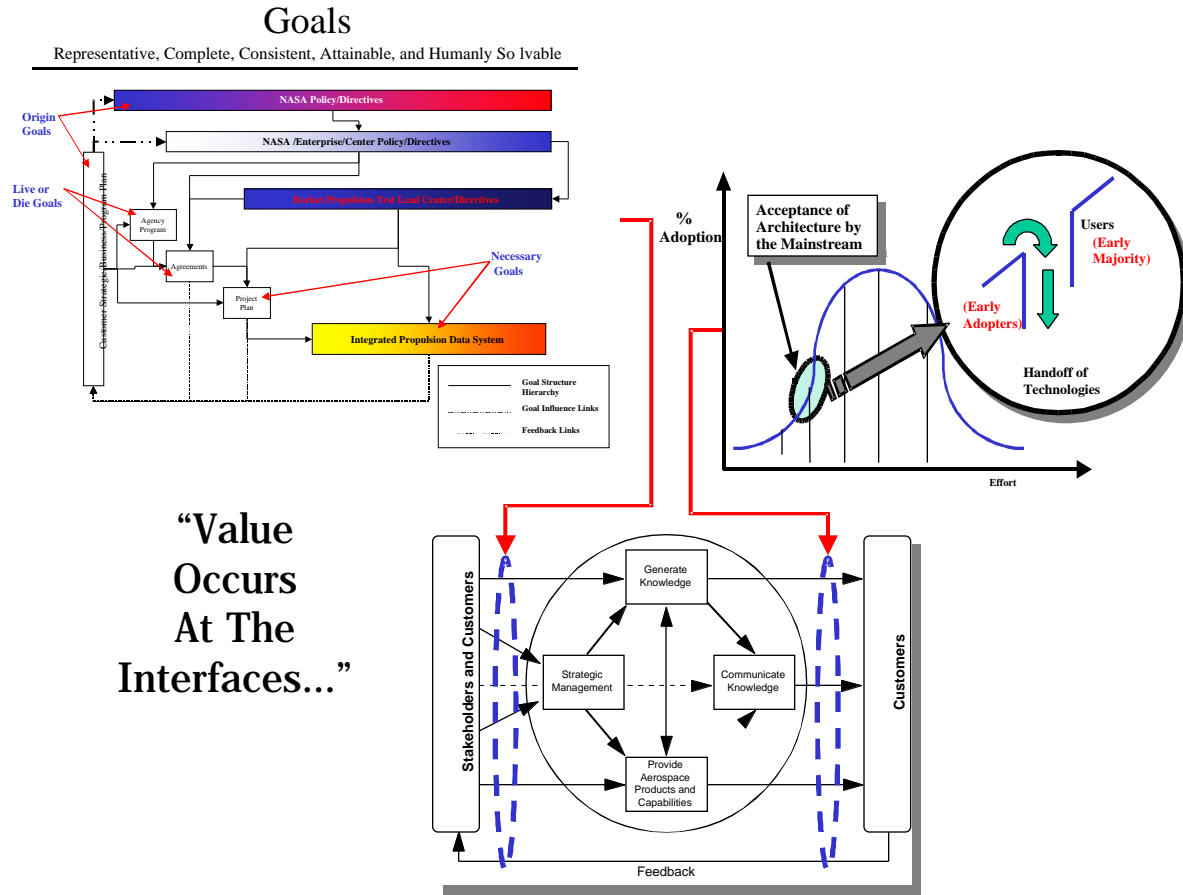 Goals
Representative, Complete, Consistent, Attainable, and Humanly So lvable
NASA Policy/Directives
Origin
Goals
NASA /Enterprise/Center Policy/Directives
Live or
Die Goals
Customer Strategic/Business/Program Plan
Rocket Propulsion Test Lead Center/Directives
Agency
Program
Agreements
Necessary
Goals
Project
Plan
Integrated Propulsion Data System
Goal Structure
Hierarchy
Goal Influence Links
Feedback Links
%
Adoption
Acceptance of
Architecture by
the Mainstream
Users
(Early
Majority)
(Early
Adopters)
Handoff of
Technologies
Effort
“Value
Occurs
At The
Interfaces...”
Stakeholders and Customers
Generate
Knowledge
Strategic
Management
Communicate
Knowledge
Provide
Aerospace
Products and
Capabilities
Customers
Feedback